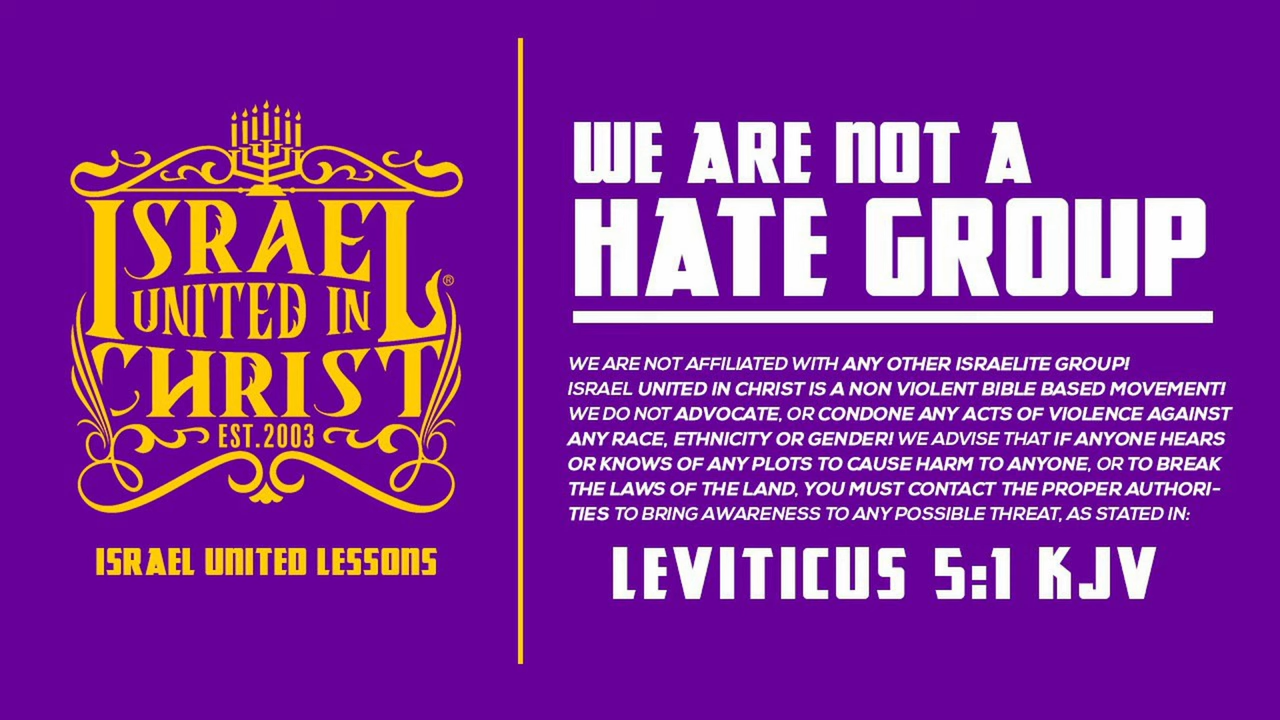 ISRAEL
UNITED IN
CHRIST
EST.2003
ISRAEL UNITED LESSONS
WE ARE NOT A
HATE GROUP
WE ARE NOT AFFILIATED WITH ANY OTHER ISRAELITE GROUP!
ISRAEL UNITED IN CHRIST IS A NON VIOLENT BIBLE BASED MOVEMENT!
WE DO NOT ADVOCATE, OR CONDONE ANY ACTS OF VIOLENCE AGAINST
ANY RACE, ETHNICITY OR GENDER! WE ADVISE THAT IF ANYONE HEARS
OR KNOWS OF ANY PLOTS TO CAUSE HARM TO ANYONE, OR TO BREAK
THE LAWS OF THE LAND, YOU MUST CONTACT THE PROPER AUTHORI-
TIES TO BRING AWARENESS TO ANY POSSIBLE THREAT, AS STATED IN:
LEVITICUS 5:1 KJV